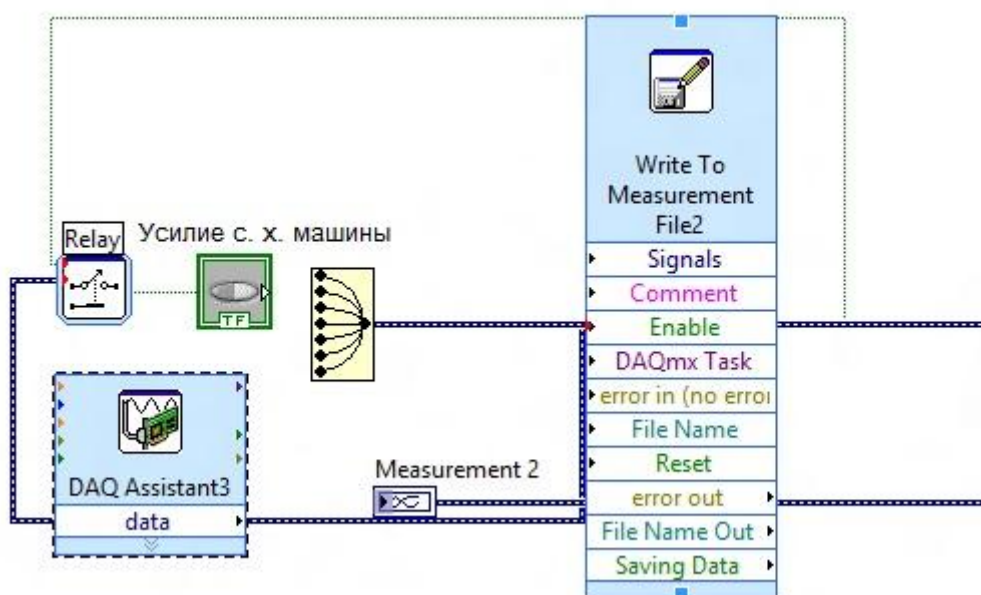 Write To
Measurement
File2
Relay
Усилие с. х. машины
TF
Signals
Comment
Enable
DAQmx Task
error in (no error
File Name
Reset
error out
File Name Out
Saving Data
DAQ Assistant3
data
Measurement 2